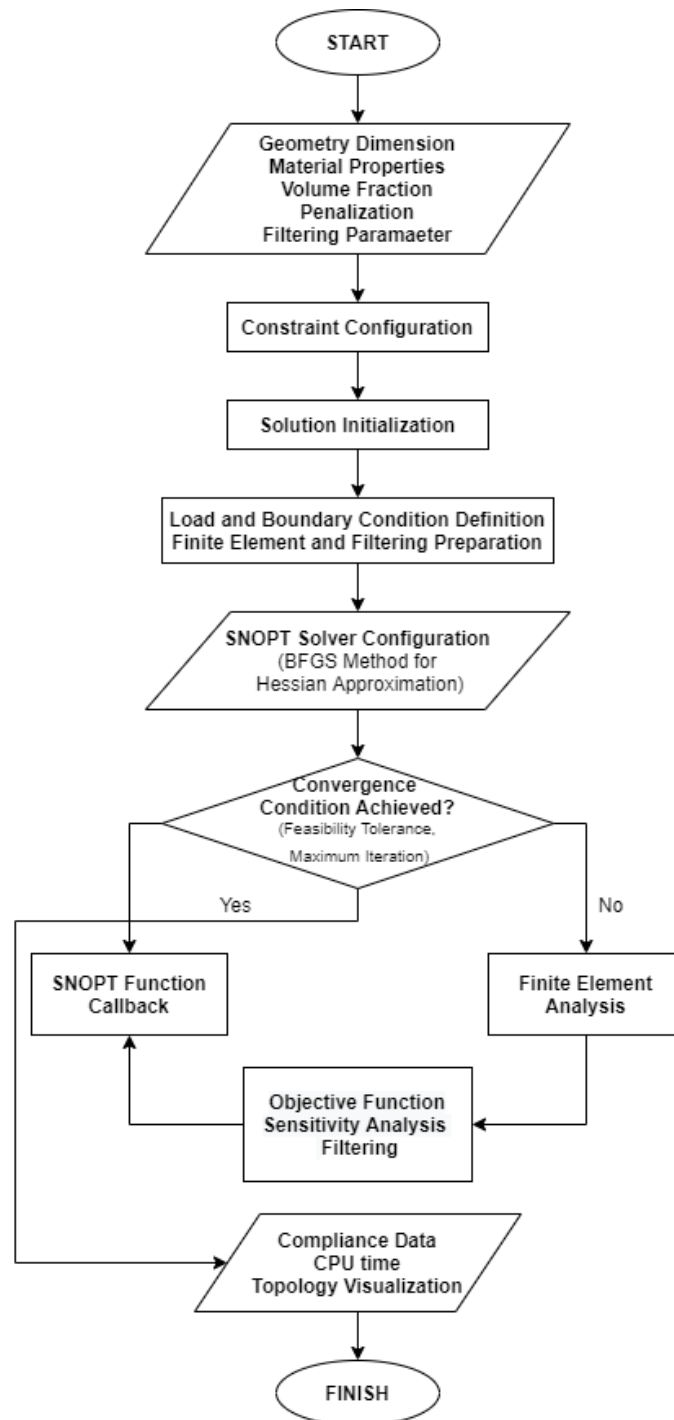 START
Geometry Dimension
Material Properties
Volume Fraction
Penalization
Filtering Paramaeter
Constraint Configuration
Solution Initialization
Load and Boundary Condition Definition
Finite Element and Filtering Preparation
SNOPT Solver Configuration
(BFGS Method for
Hessian Approximation)
Convergence
Condition Achieved?
(Feasibility Tolerance,
Maximum Iteration)
Yes
No
SNOPT Function
Callback
Finite Element
Analysis
Objective Function
Sensitivity Analysis
Filtering
Compliance Data
CPU time
Topology Visualization
FINISH